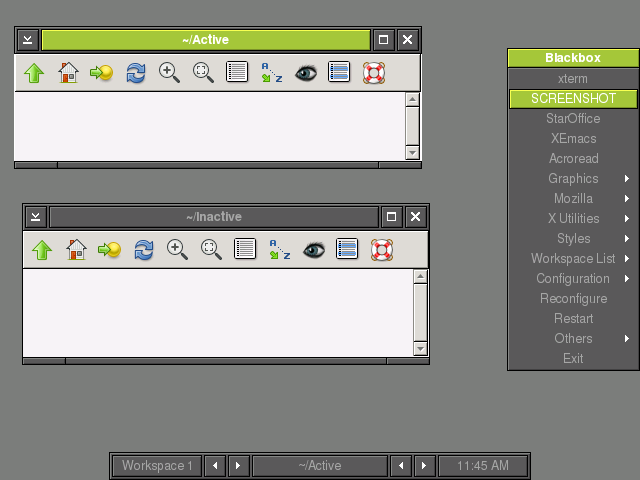 ~/Active
~/Inactive
Blackbox
xterm
SCREENSHOT
StarOffice
XEmacs
Acroread
Graphics
Mozilla
X Utilities
Styles
Workspace List
Configuration
Reconfigure
Restart
Others
Exit
Workspace 1
~/Active
11:45 AM